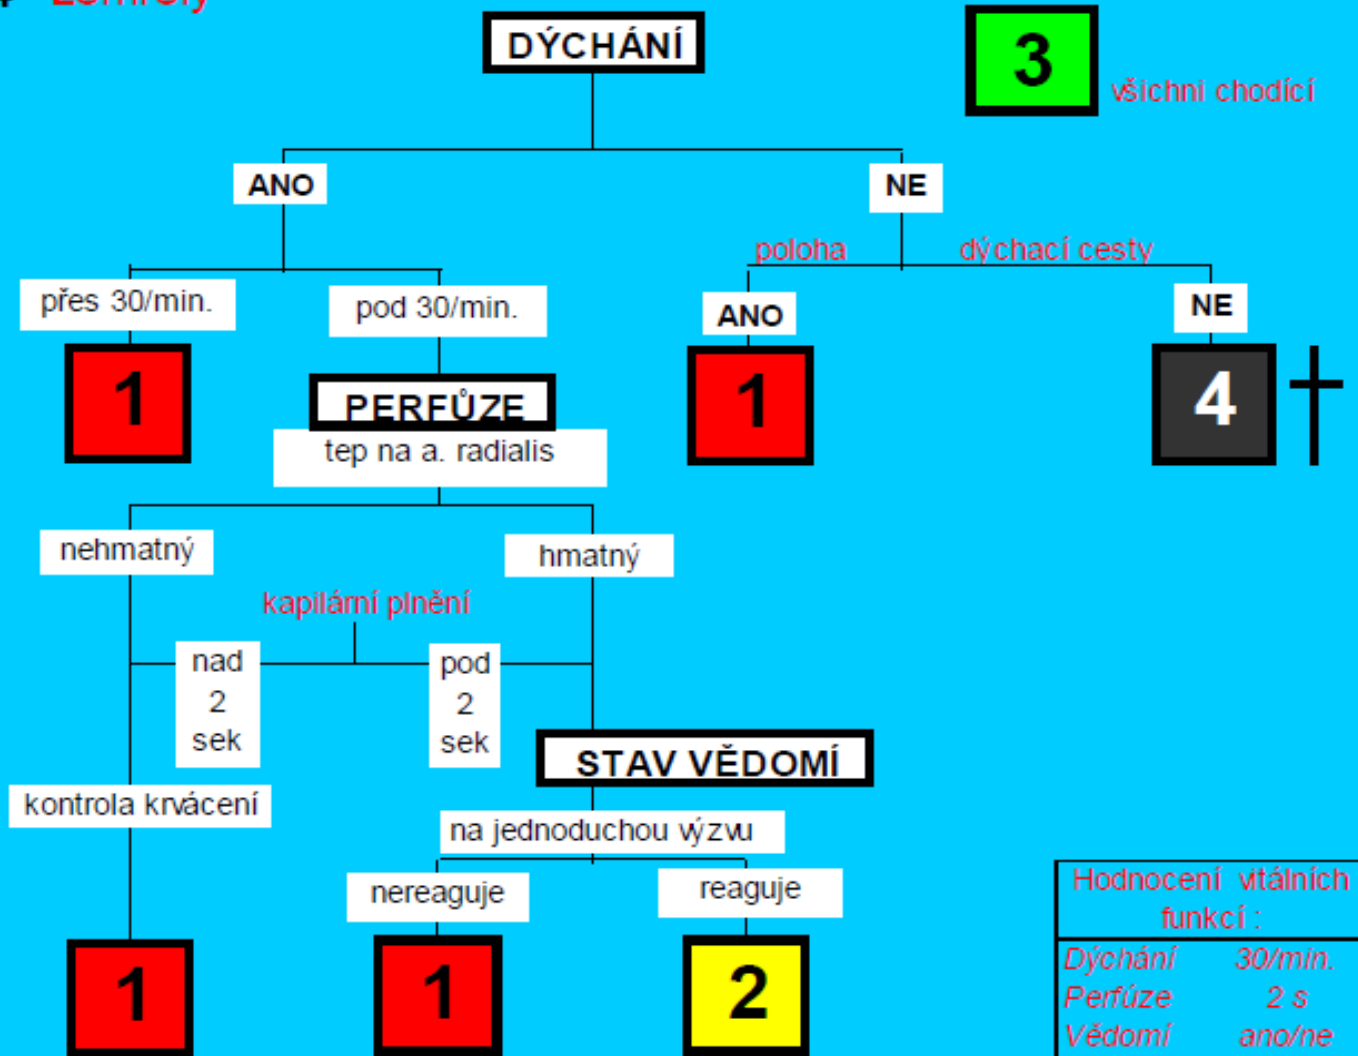 DÝCHÁNÍ
3
všichni chodící
ANO
NE
poloha
dýchací cesty
přes 30/min.
pod 30/min.
ANO
NE
1
PERFŮZE
tep na a. radialis
1
4
nehmatný
hmatný
kapilární plnění
nad
2
sek
pod
2
sek
STAV VĚDOMÍ
kontrola krvácení
na jednoduchou výzvu
nereaguje
reaguje
1
1
2
Hodnocení vitálních
funkcí :
Dýchání 30/min.
Perfúze 2 s
Vědomí ano/ne